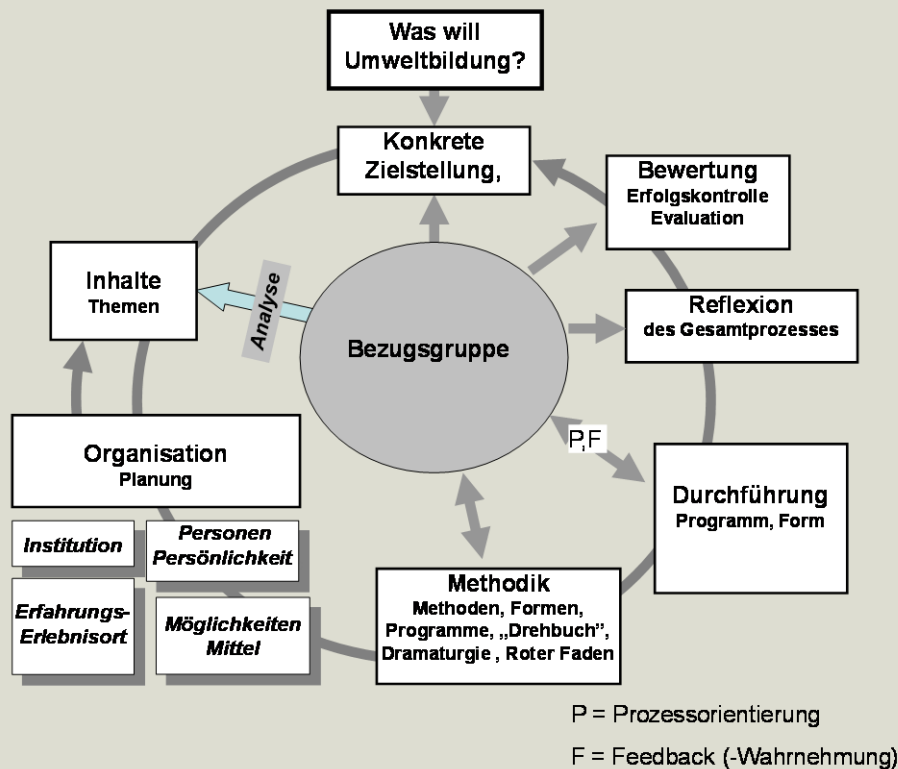 Was will
Umweltbildung?
Konkrete
Zielstellung,
Bewertung
Erfolgskontrolle
Evaluation
Inhalte
Themen
Analyse
Reflexion
des Gesamtprozesses
Bezugsgruppe
P,F
Organisation
Planung
Durchführung
Programm, Form
Institution
Personen
Persönlichkeit
Erfahrungs-
Erlebnisort
Möglichkeiten
Mittel
Methodik
Methoden, Formen,
Programme, „Drehbuch”,
Dramaturgie , Roter Faden
P = Prozessorientierung
F = Feedback (-Wahrnehmung)